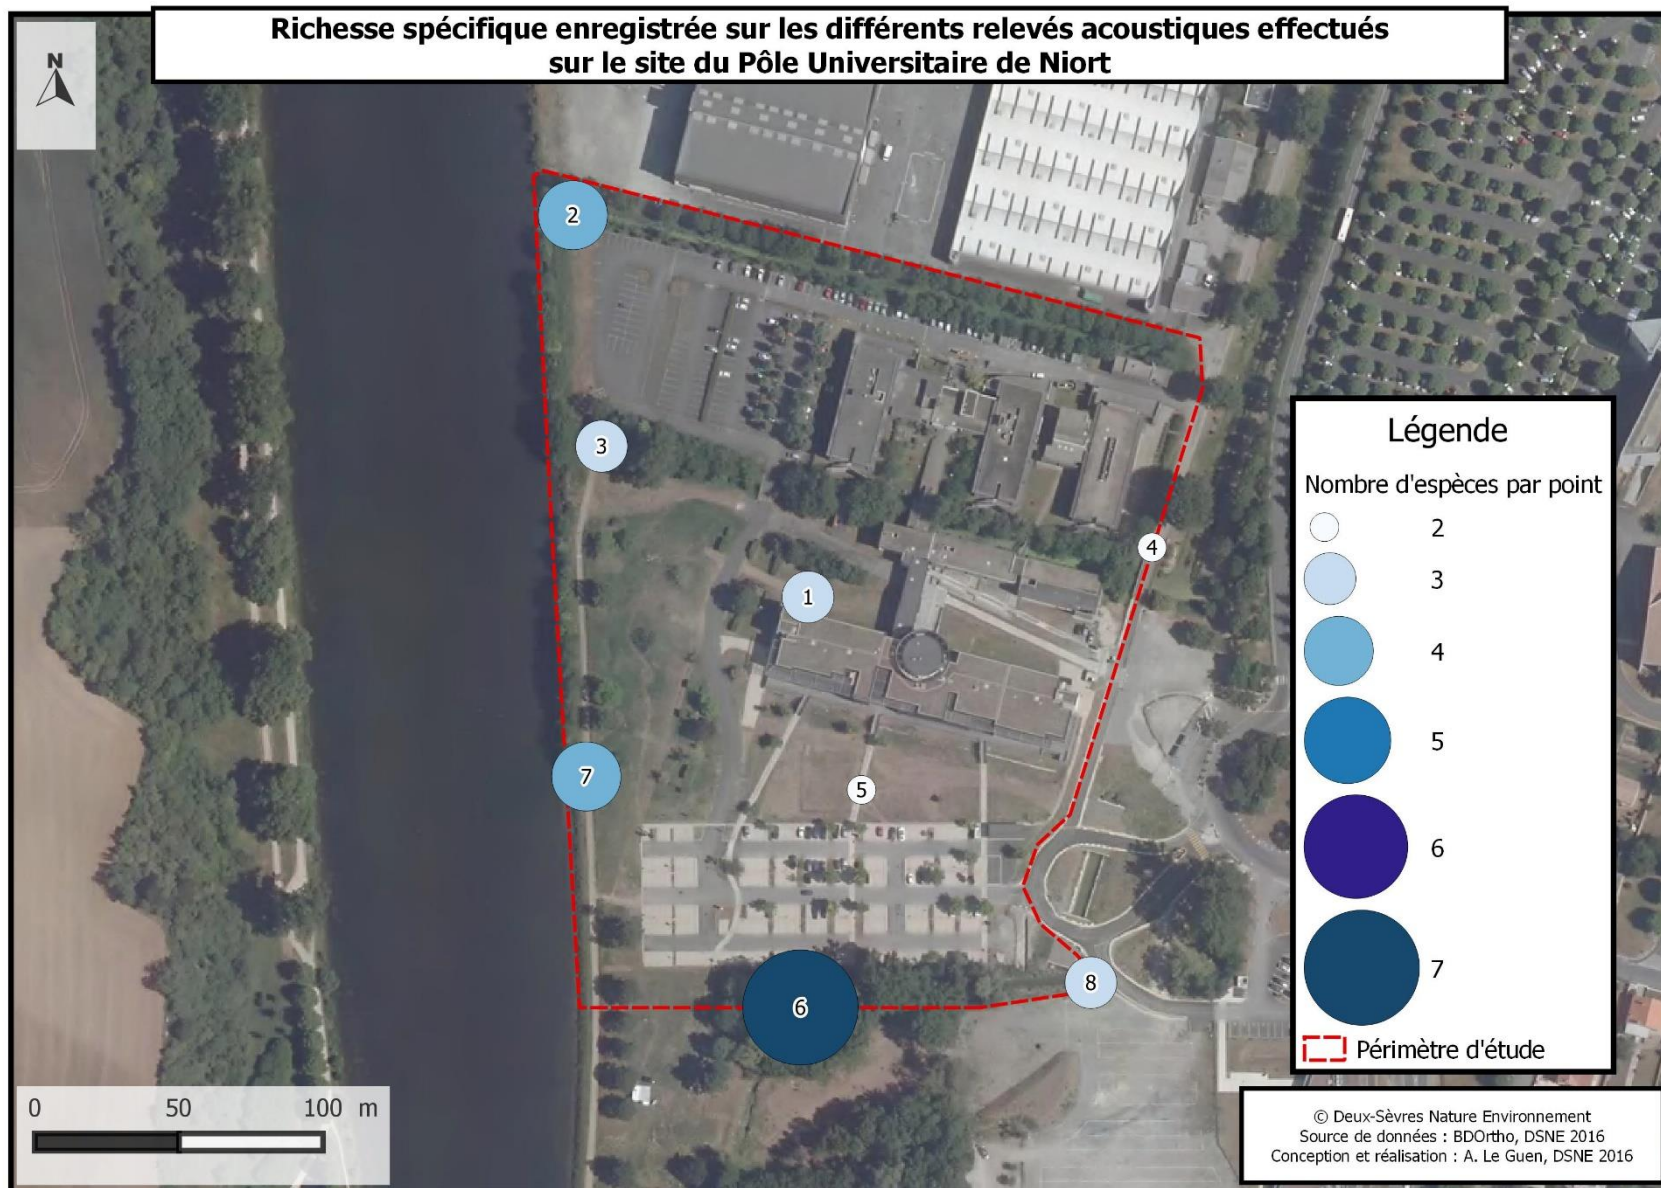 Richesse spécifique enregistrée sur les différents relevés acoustiques effectués
sur le site du Pôle Universitaire de Niort
N
2
3
4
1
7
5
6
8
Légende
Nombre d'espèces par point
2
3
4
5
6
7
Périmètre d'étude
0 50 100 m
© Deux-Sèvres Nature Environnement
Source de données : BDOrtho, DSNE 2016
Conception et réalisation : A. Le Guen, DSNE 2016